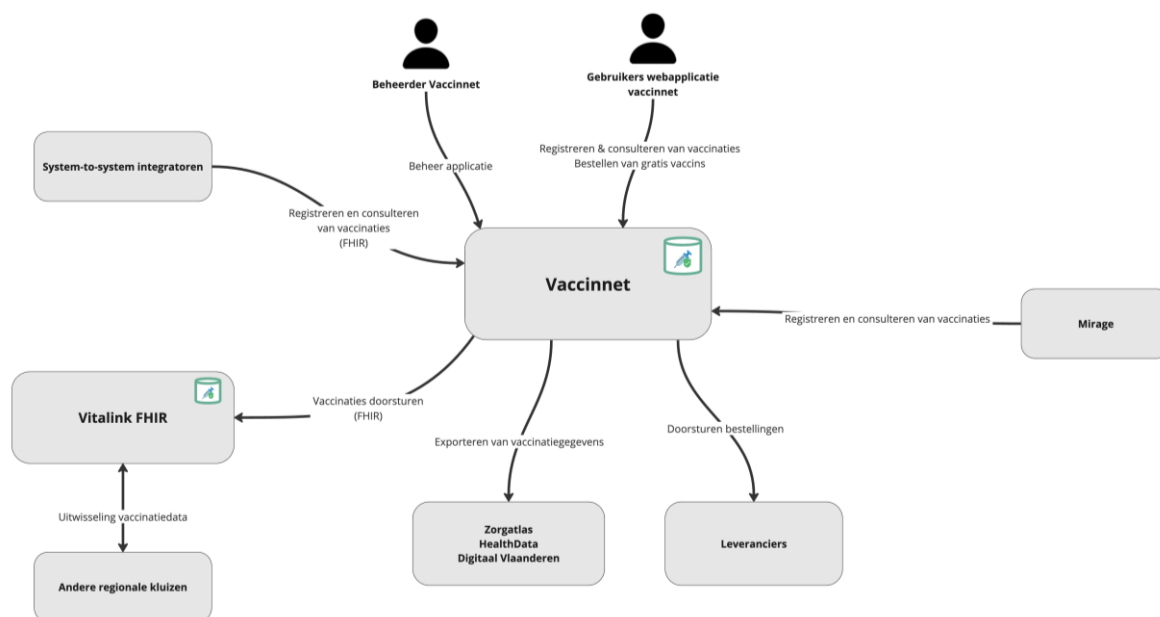 Beheerder Vaccinnet
Gebruikers webapplicatie
vaccinnet
System-to-system integratoren
Beheer applicatie
Registreren & consulteren van vaccinaties
Bestellen van gratis vaccins
Registreren en consulteren
van vaccinaties
(FHIR)
Vaccinnet
Registreren en consulteren van vaccinaties
Mirage
Vitalink FHIR
Vaccinaties doorsturen
(FHIR)
Exporteren van vaccinatiegegevens
Doorsturen bestellingen
Uitwisseling vaccinatiedata
Zorgatlas
HealthData
Digitaal Vlaanderen
Leveranciers
Andere regionale kluizen